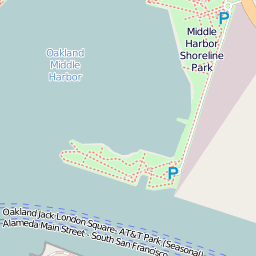 P
Middle
Harbor
Shoreline
Park
Oakland
Middle
Harbor
P
Oakland Jack London Square- AT&T Park (Seasonal)
Alameda Main Street - South San Francisco